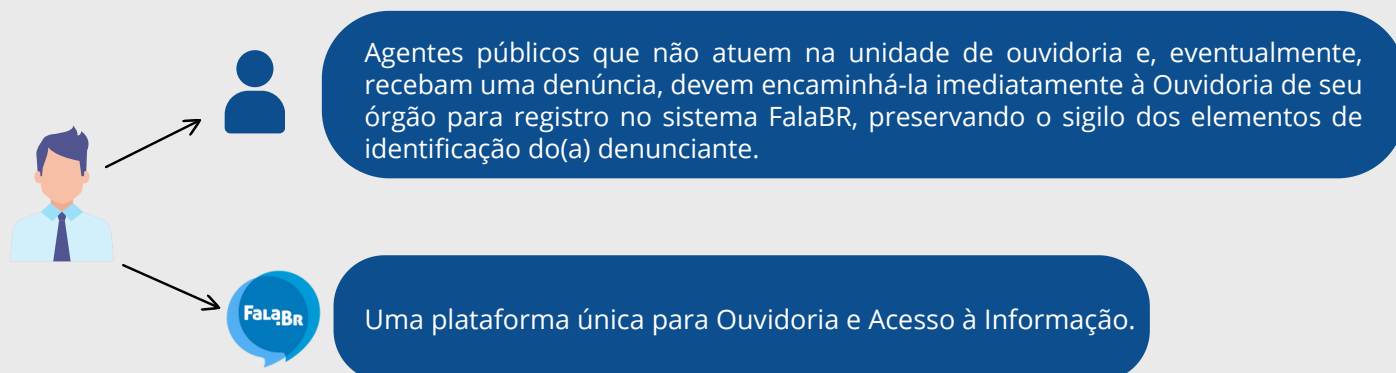 Agentes públicos que não atuem na unidade de ouvidoria e, eventualmente,
recebam uma denúncia, devem encaminhá-la imediatamente à Ouvidoria de seu
órgão para registro no sistema FalaBR, preservando o sigilo dos elementos de
identificação do(a) denunciante.
FalaBR
Uma plataforma única para Ouvidoria e Acesso à Informação.